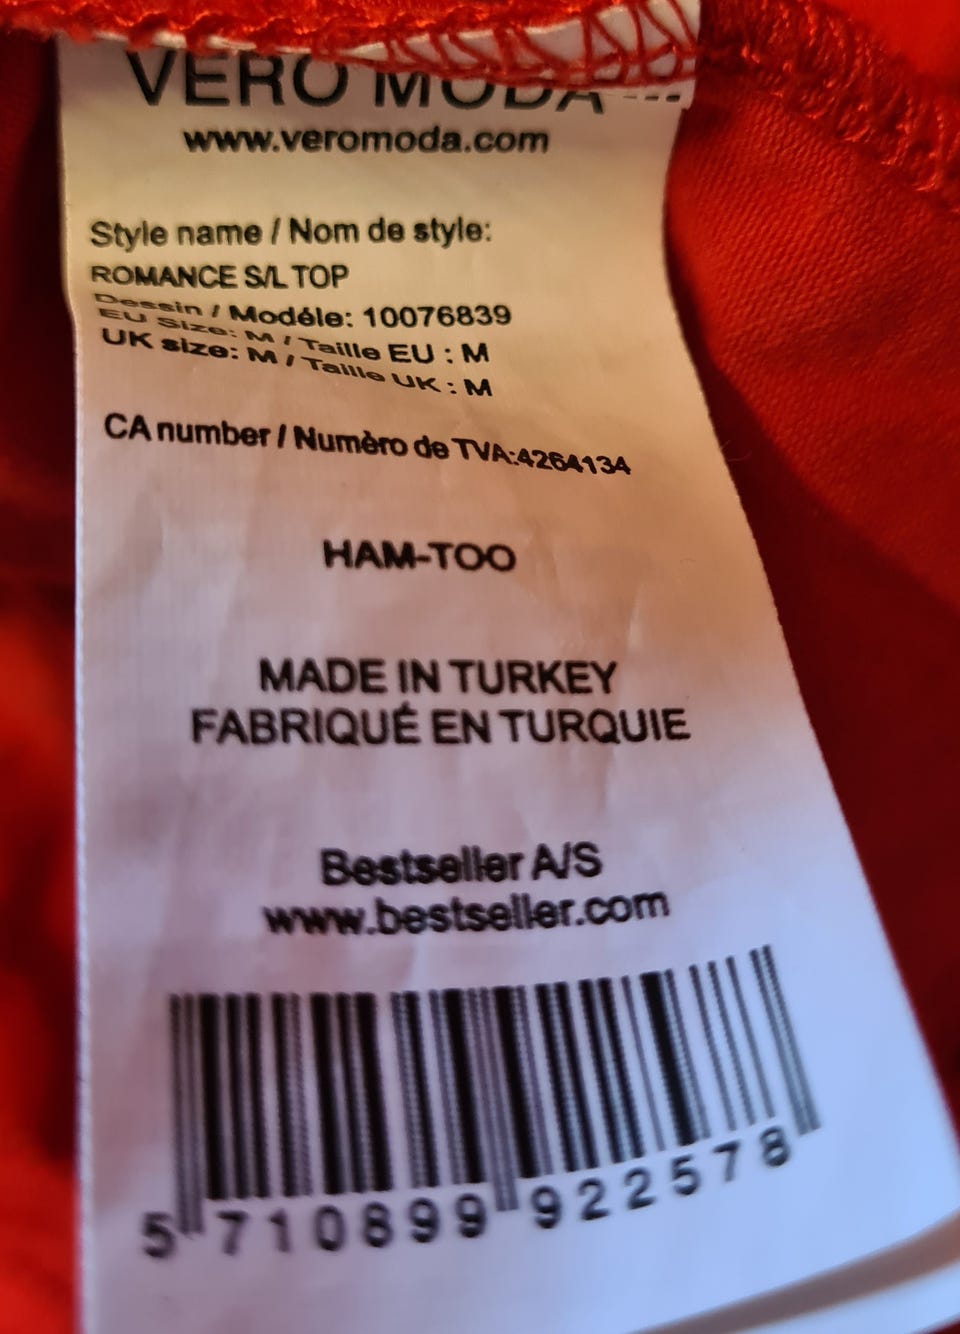 VERO MODA
www.veromoda.com
Style name / Nom de style:
ROMANCE S/L TOP
Dessin / Modéle: 10076839
EU Size: M / Taille EU : M
UK size: M / Taille UK : M
CA number / Numèro de TVA:4264134
HAM-TOO
MADE IN TURKEY
FABRIQUÉ EN TURQUIE
Bestseller A/S
www.bestseller.com
5 710899 922578